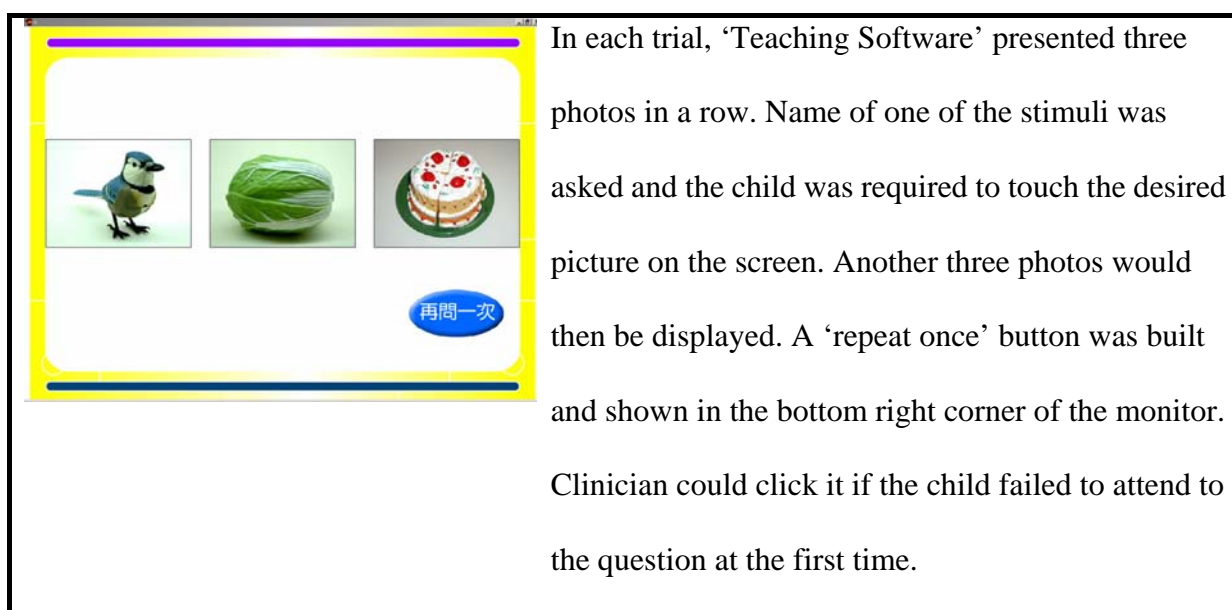 In each trial, ‘Teaching Software’ presented three
photos in a row. Name of one of the stimuli was
asked and the child was required to touch the desired
picture on the screen. Another three photos would
then be displayed. A ‘repeat once’ button was built
and shown in the bottom right corner of the monitor.
Clinician could click it if the child failed to attend to
the question at the first time.
再問一次